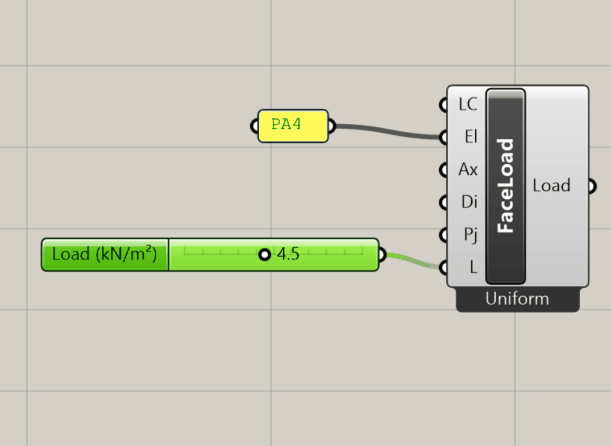 PA4
Load (kN/m²)
4.5
LC
El
Ax
Di
Pj
L
FaceLoad
Load
Uniform